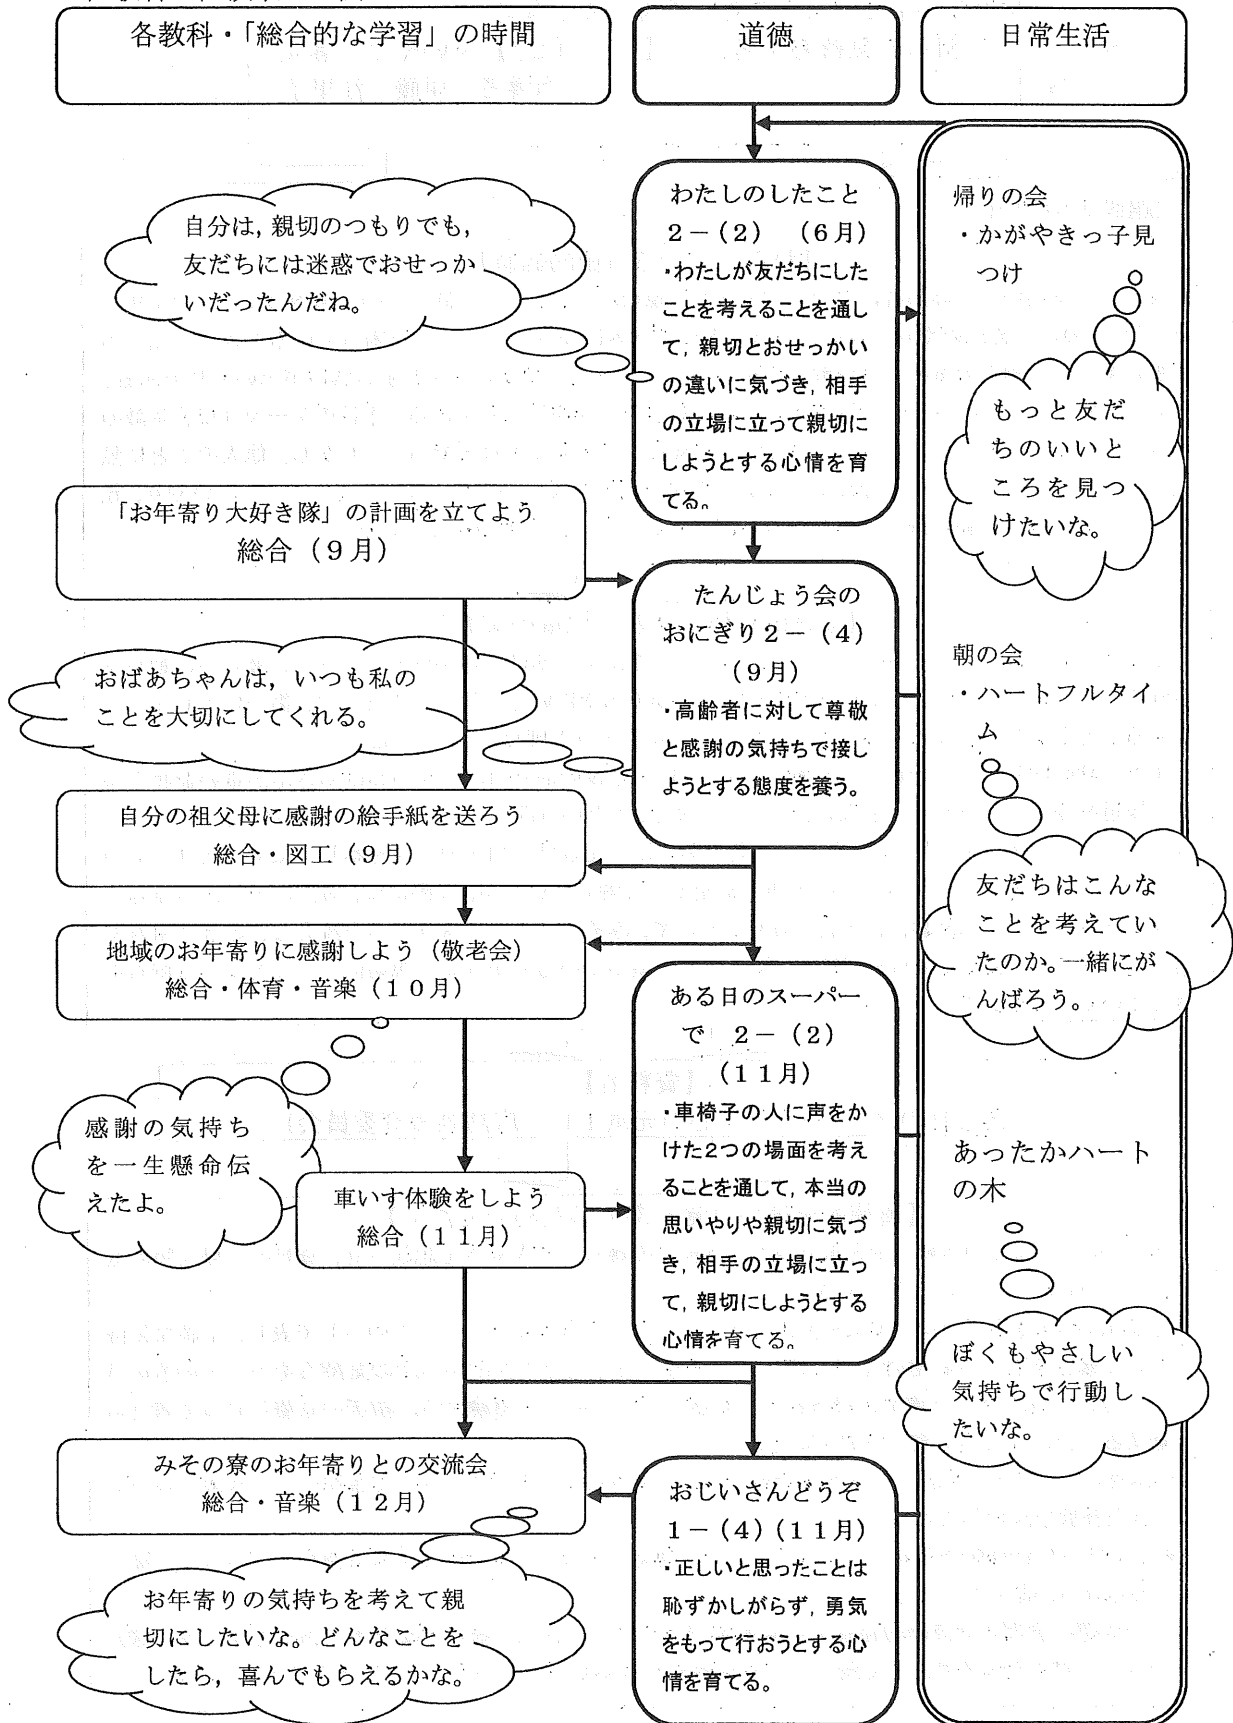 各教科・「総合的な学習」の時間
道徳
日常生活
わたしのしたこと
2－(2) (6月)
・わたしが友だちにした
ことを考えることを通し
て，親切とおせっかい
の違いに気づき，相手
の立場に立って親切に
しようとする心情を育
てる。
自分は，親切のつもりでも，
友だちには迷惑でおせっか
いだったんだね。
帰りの会
・かがやきっ子見
つけ
もっと友だ
ちのいいと
ころを見つ
けたいな。
「お年寄り大好き隊」の計画を立てよう
総合（9月）
たんじょう会の
おにぎり2－(4)
(9月)
・高齢者に対して尊敬
と感謝の気持ちで接し
ようとする態度を養う。
おばあちゃんは，いつも私の
ことを大切にしてくれる。
朝の会
・ハートフルタイ
ム
友だちはこんな
ことを考えてい
たのか。一緒にが
んばろう。
自分の祖父母に感謝の絵手紙を送ろう
総合・図工（9月）
地域のお年寄りに感謝しよう（敬老会）
総合・体育・音楽（10月）
感謝の気持ち
を一生懸命伝
えたよ。
車いす体験をしよう
総合（11月）
ある日のスーパー
で 2－(2)
(11月)
・車椅子の人に声をか
けた2つの場面を考え
ることを通して，本当の
思いやりや親切に気づ
き，相手の立場に立っ
て，親切にしようとする
心情を育てる。
あったかハート
の木
ぼくもやさしい
気持ちで行動し
たいな。
みその寮のお年寄りとの交流会
総合・音楽（12月）
おじいさんどうぞ
1－(4)(11月)
・正しいと思ったことは
恥ずかしがらず，勇気
をもって行おうとする心
情を育てる。
お年寄りの気持ちを考えて親
切にしたいな。どんなことを
したら，喜んでもらえるかな。